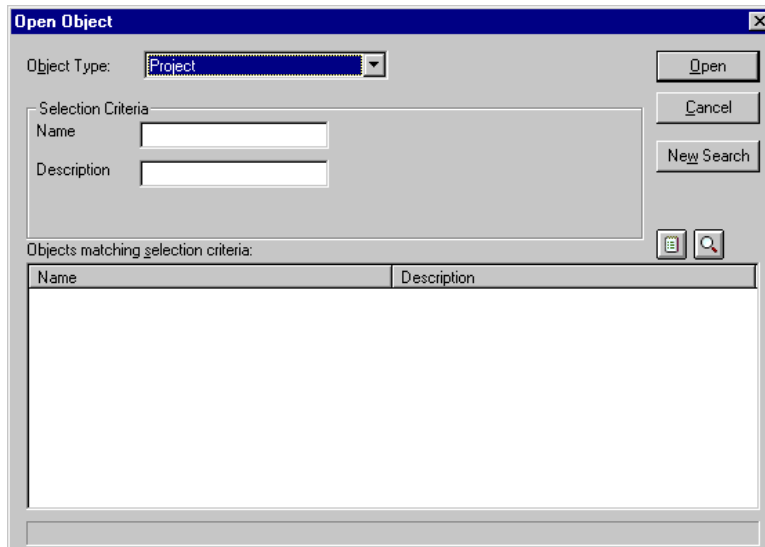 Open Object
Object Type: Project
Open
Selection Criteria
Name
Cancel
Description
New Search
Objects matching selection criteria:
Name Description